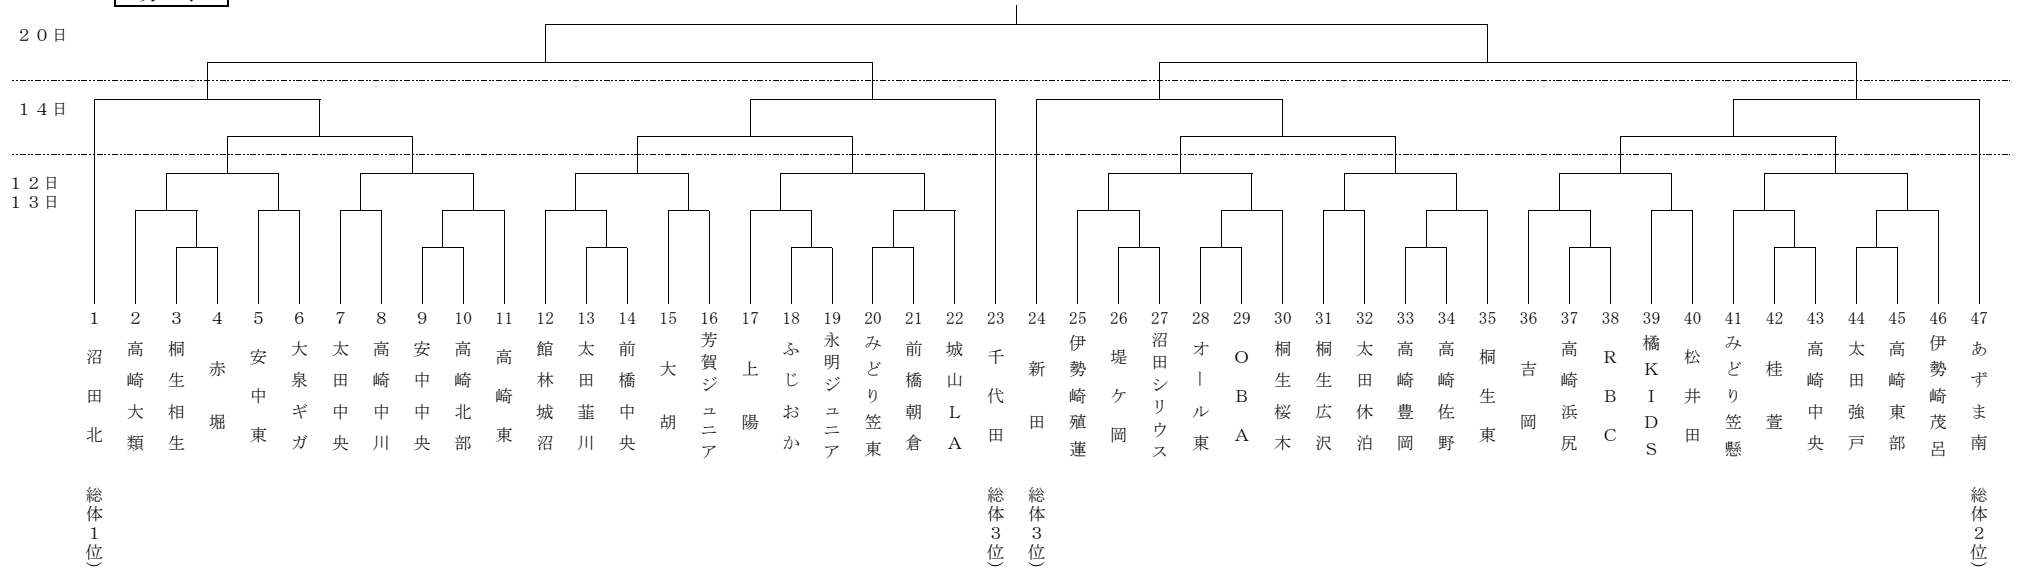 ２０日
１４日
１２日
１３日
1 沼田北 総体１位）
2 高崎大類
3 桐生相生
4 赤堀
5 安中東
6 大泉ギガ
7 太田中央
8 高崎中川
9 安中中央
10 高崎北部
11 高崎東
12 館林城沼
13 太田韮川
14 前橋中央
15 大胡
16 芳賀ジュニア
17 上陽
18 ふじおか
19 永明ジュニア
20 みどり笠東
21 前橋朝倉
22 城山ＬＡ
23 千代田 総体３位）
24 新田 総体３位）
25 伊勢崎殖蓮
26 堤ケ岡
27 沼田シリウス
28 オール東
29 ＯＢＡ
30 桐生桜木
31 桐生広沢
32 太田休泊
33 高崎豊岡
34 高崎佐野
35 桐生東
36 吉岡
37 高崎浜尻
38 ＲＢＣ
39 橘ＫＩＤＳ
40 松井田
41 みどり笠懸
42 桂萱
43 高崎中央
44 太田強戸
45 高崎東部
46 伊勢崎茂呂
47 あずま南 総体２位）